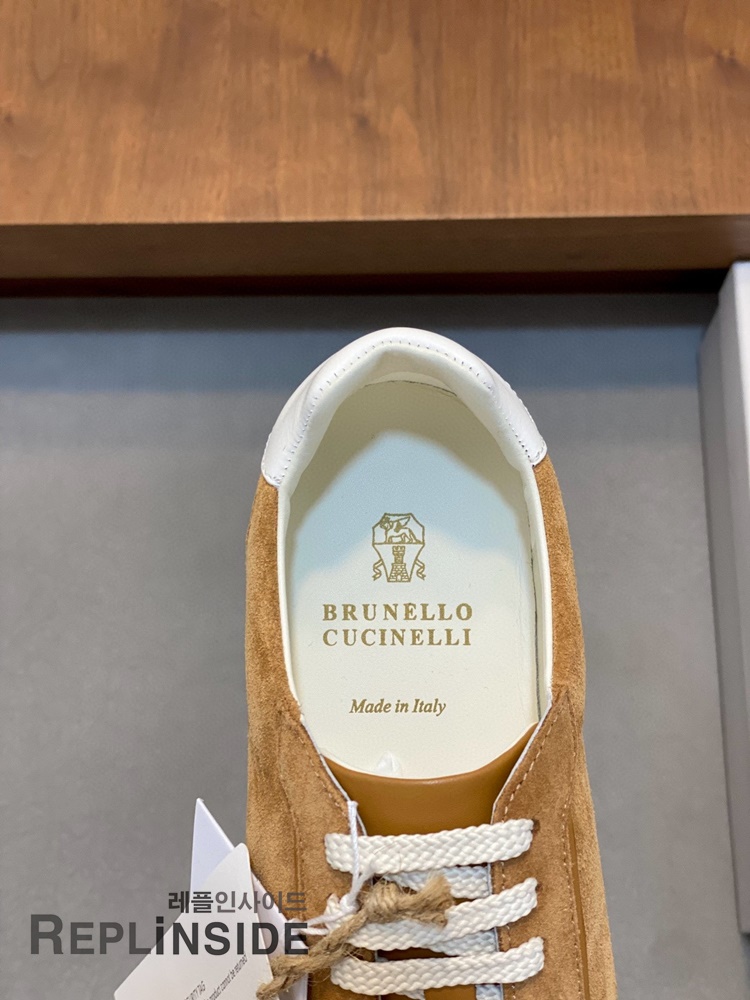 BRUNELLO
CUCINELLI
Made in Italy
레플인사이드
REPLINSIDE